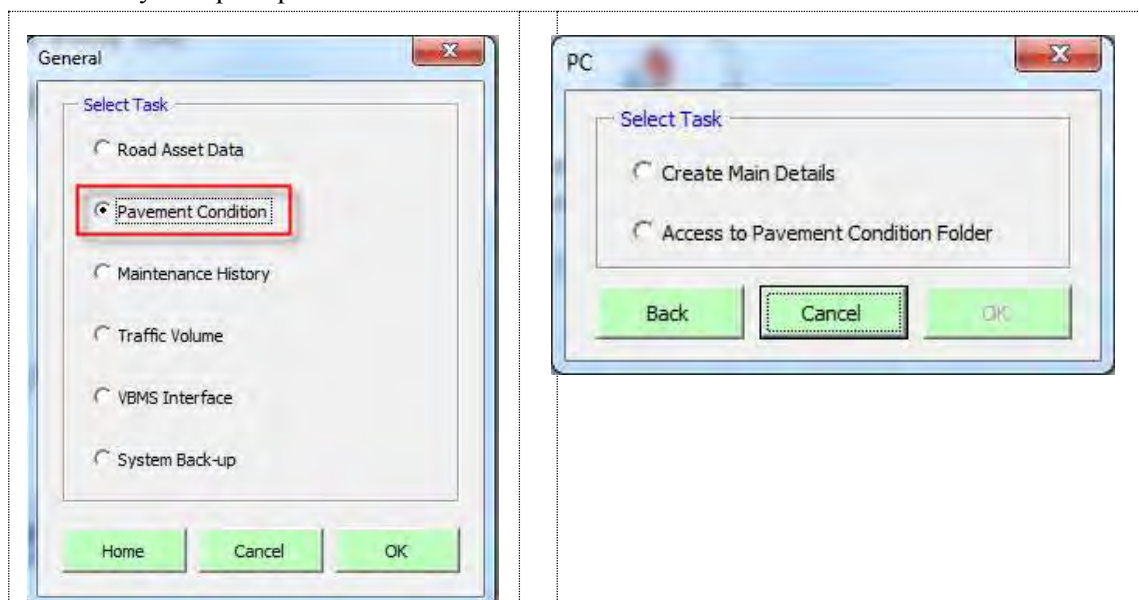 General
Select Task
Road Asset Data
Pavement Condition
Maintenance History
Traffic Volume
VBMS Interface
System Back-up
Home Cancel OK
PC
Select Task
Create Main Details
Access to Pavement Condition Folder
Back Cancel OK